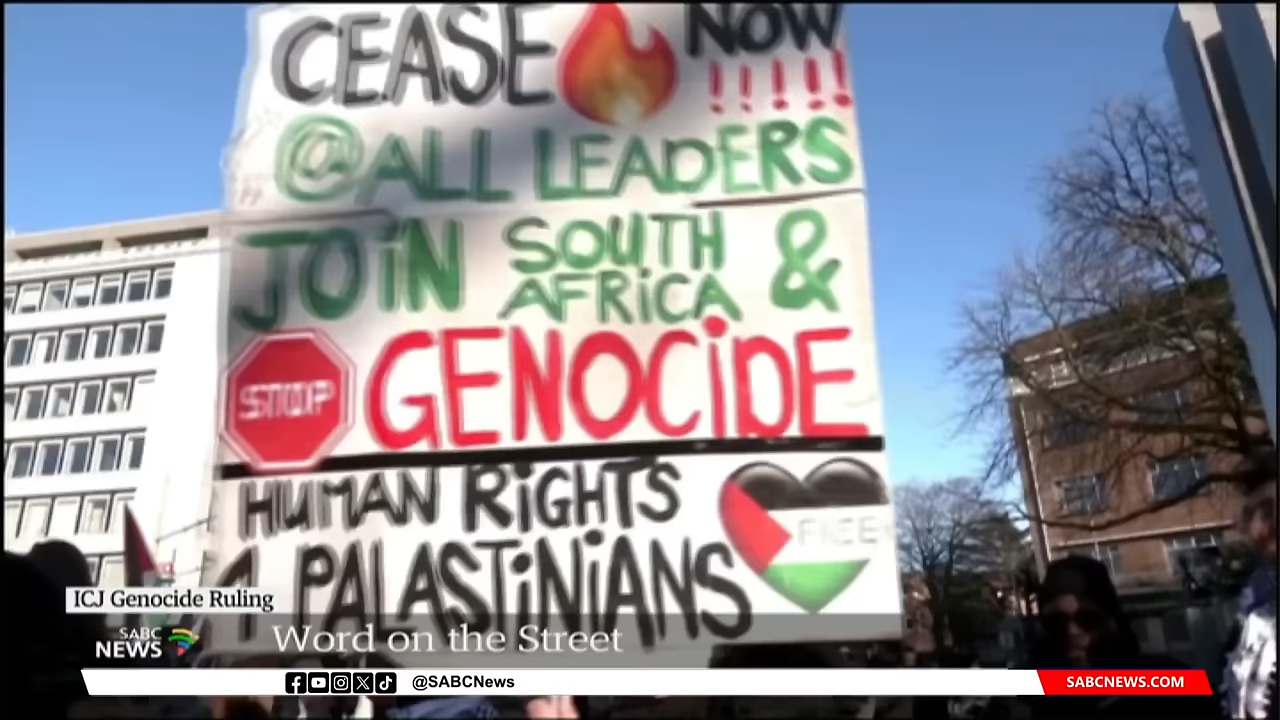 CEASE NOW
!!!!!
@ALL LEADERS
JOiN SOUTH AFRiCA &
STOP GENOCiDE
HUMAN RiGHTS
4 PALASTiNiANS
FREE
ICJ Genocide Ruling
SABC NEWS
Word on the Street
@SABCNews
SABCNEWS.COM